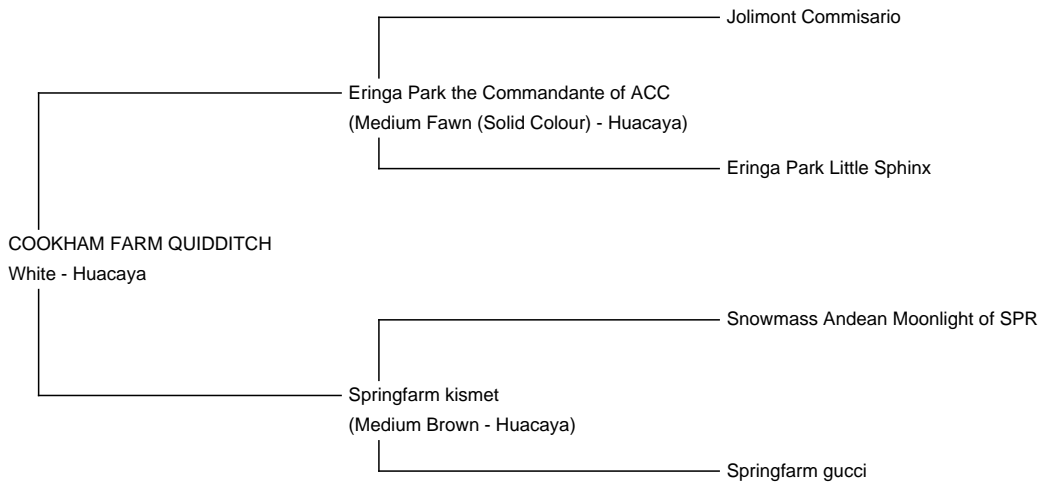 Jolimont Commisario
Eringa Park the Commandante of ACC
(Medium Fawn (Solid Colour) - Huacaya)
Eringa Park Little Sphinx
COOKHAM FARM QUIDDITCH
White - Huacaya
Snowmass Andean Moonlight of SPR
Springfarm kismet
(Medium Brown - Huacaya)
Springfarm gucci